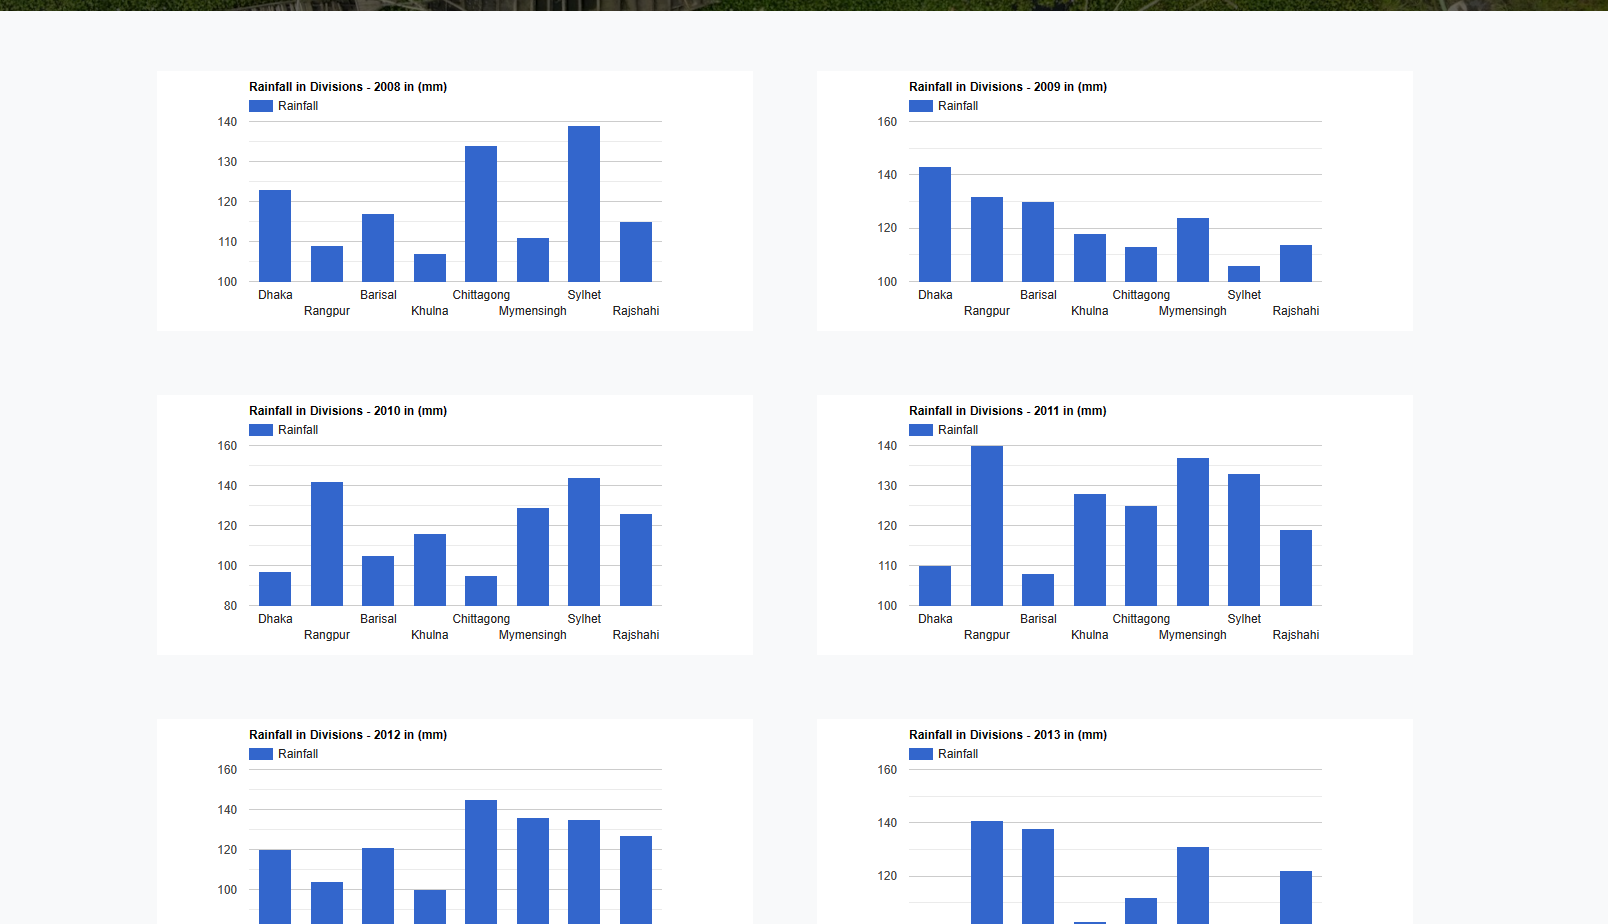 Rainfall in Divisions - 2008 in (mm)
Rainfall
140
130
120
110
100
Dhaka
Rangpur
Barisal
Khulna
Chittagong
Mymensingh
Sylhet
Rajshahi
Rainfall in Divisions - 2009 in (mm)
Rainfall
160
140
120
100
Dhaka
Rangpur
Barisal
Khulna
Chittagong
Mymensingh
Sylhet
Rajshahi
Rainfall in Divisions - 2010 in (mm)
Rainfall
160
140
120
100
80
Dhaka
Rangpur
Barisal
Khulna
Chittagong
Mymensingh
Sylhet
Rajshahi
Rainfall in Divisions - 2011 in (mm)
Rainfall
140
130
120
110
100
Dhaka
Rangpur
Barisal
Khulna
Chittagong
Mymensingh
Sylhet
Rajshahi
Rainfall in Divisions - 2012 in (mm)
Rainfall
160
140
120
100
Rainfall in Divisions - 2013 in (mm)
Rainfall
160
140
120